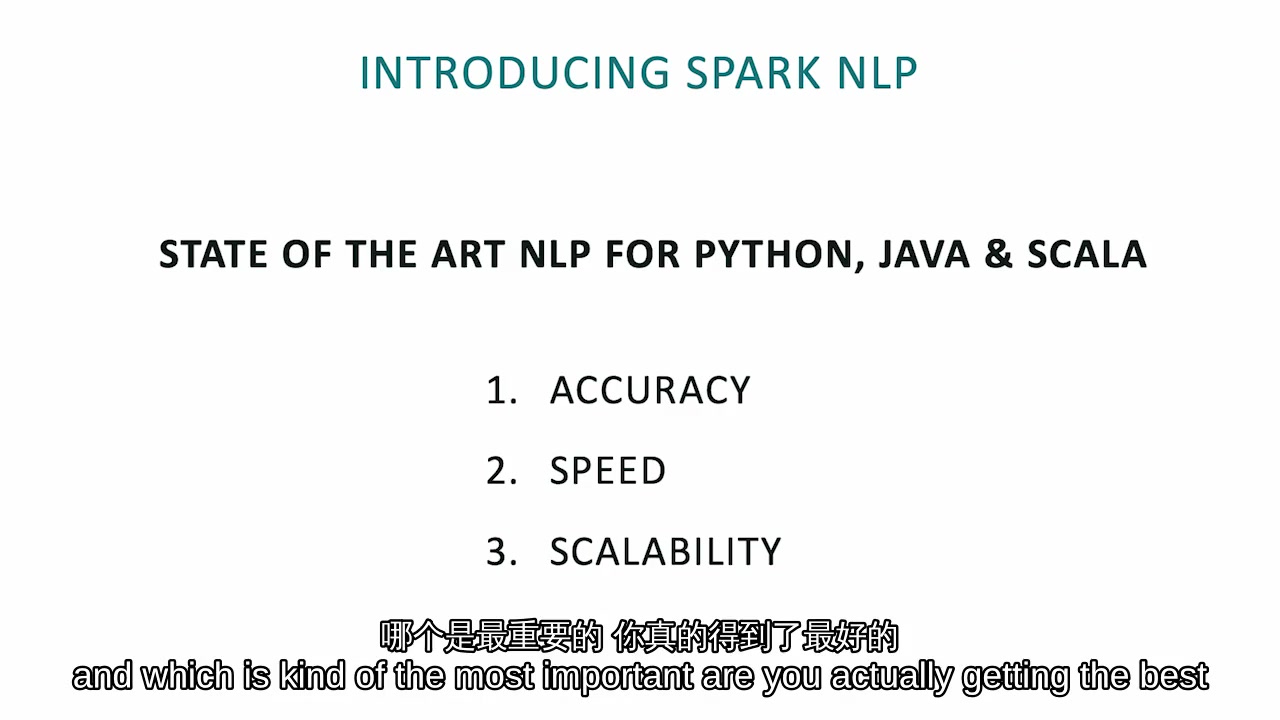 INTRODUCING SPARK NLP
STATE OF THE ART NLP FOR PYTHON, JAVA & SCALA
1. ACCURACY
2. SPEED
3. SCALABILITY
哪个是最重要的 你真的得到了最好的
and which is kind of the most important are you actually getting the best